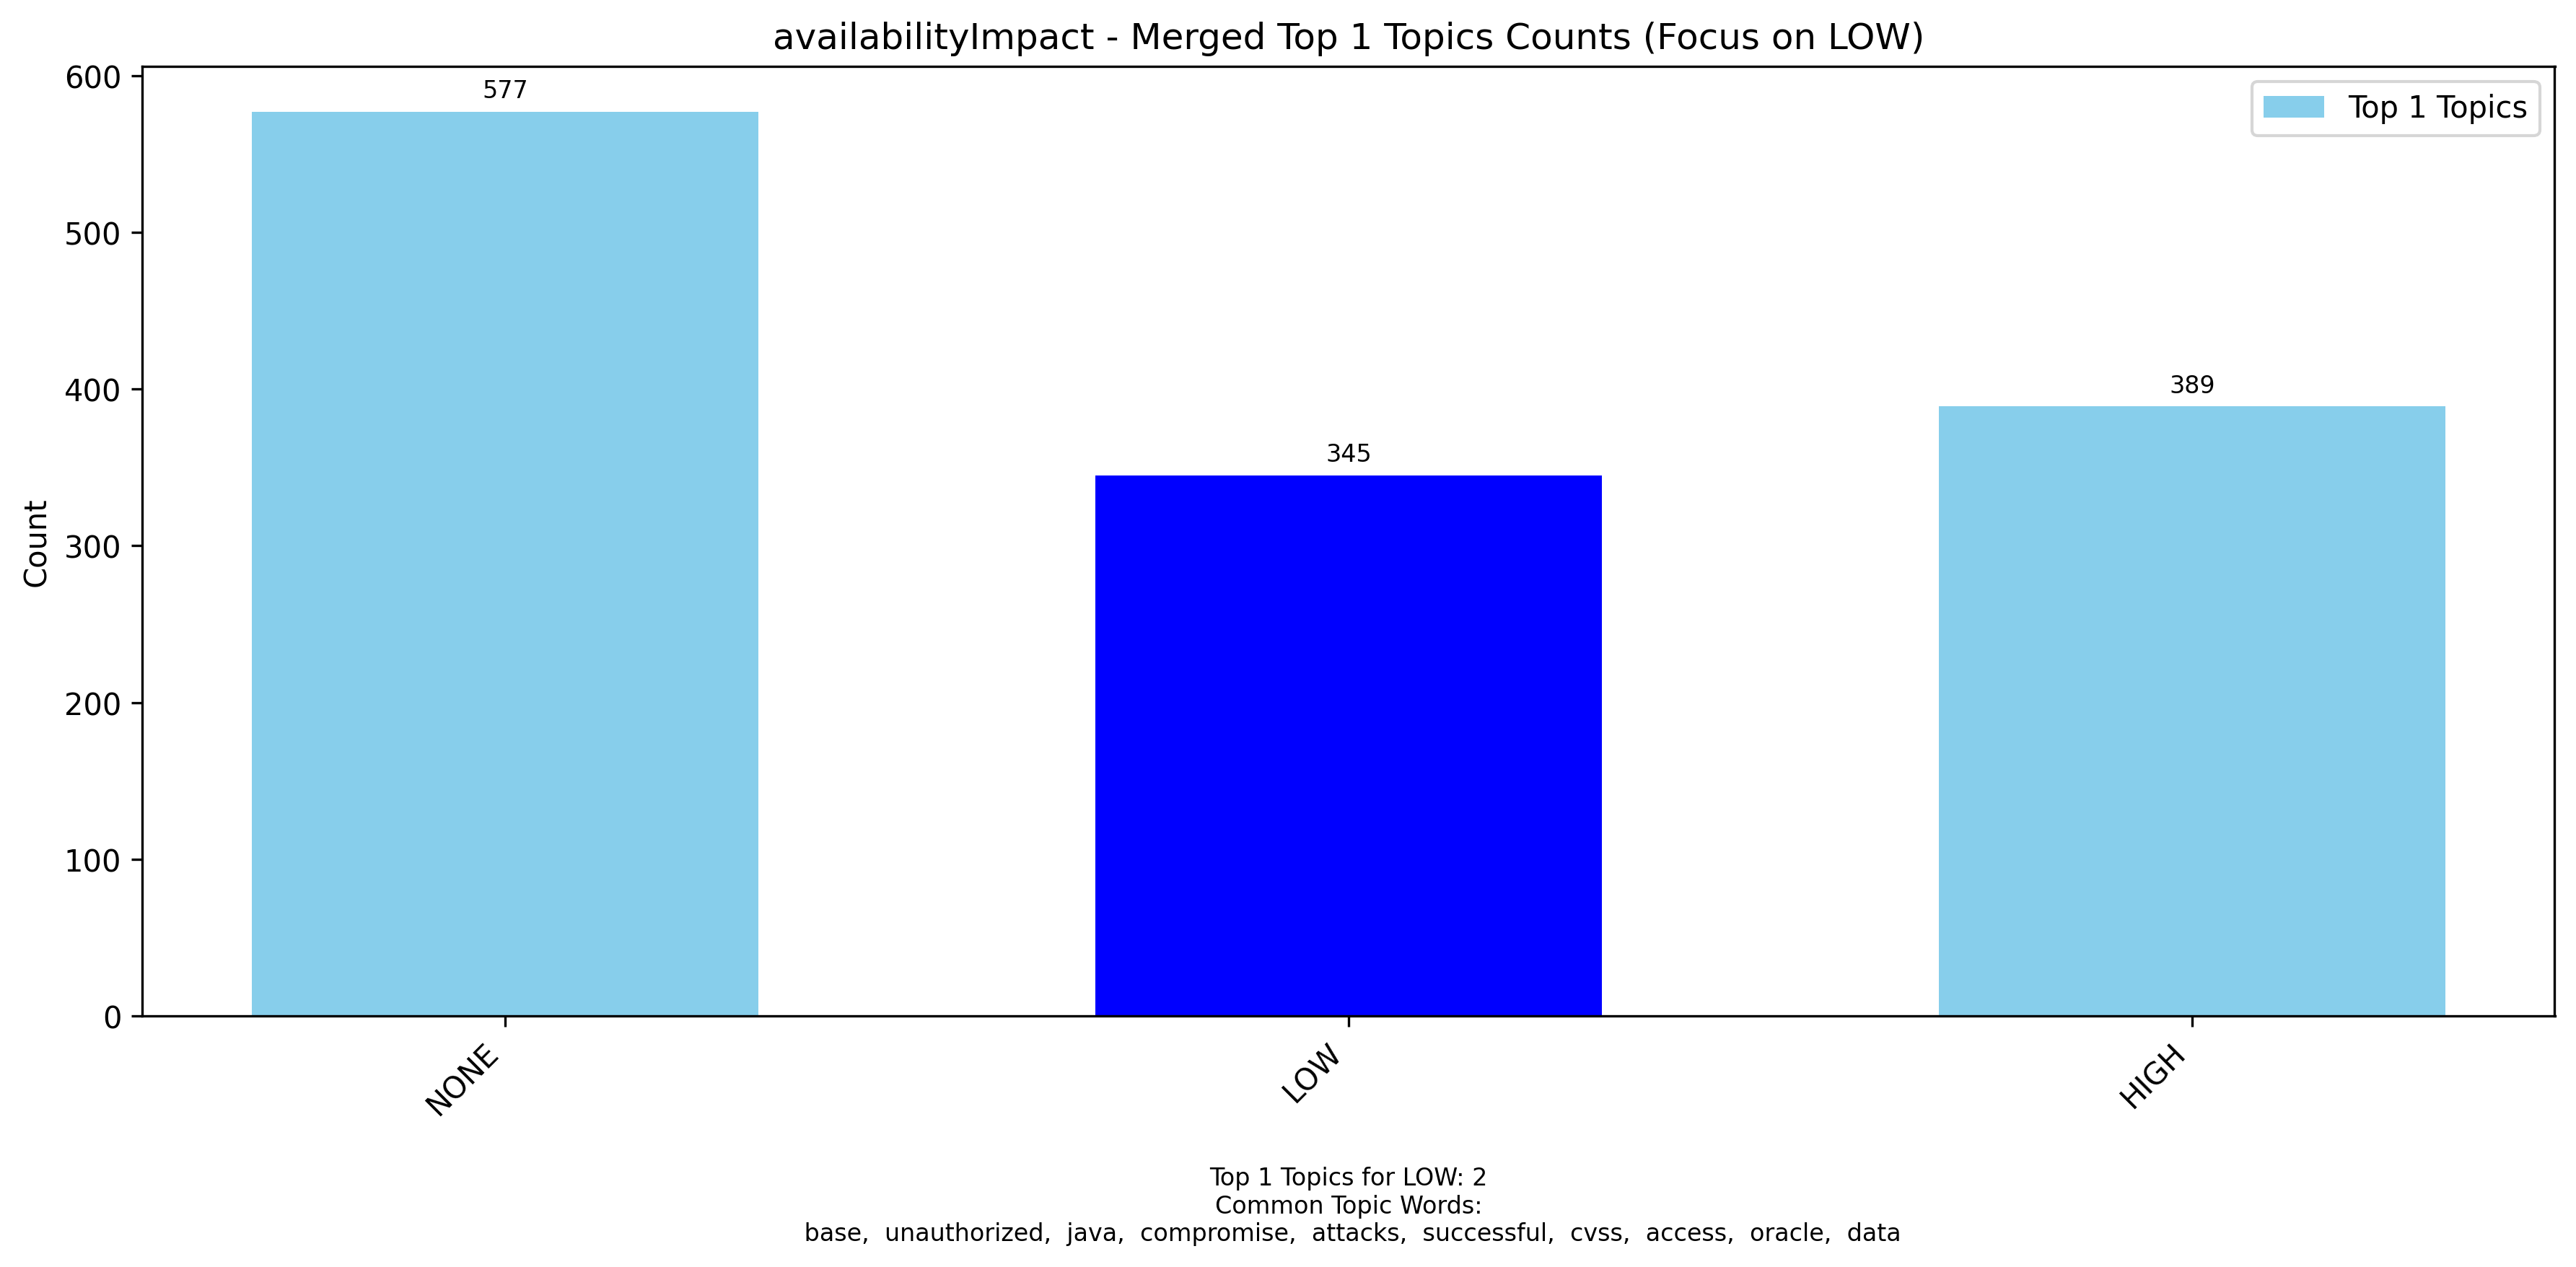 availabilityImpact - Merged Top 1 Topics Counts (Focus on LOW)
Top 1 Topics
Count
600
500
400
300
200
100
0
577
345
389
NONE
LOW
HIGH
Top 1 Topics for LOW: 2
Common Topic Words:
base, unauthorized, java, compromise, attacks, successful, cvss, access, oracle, data